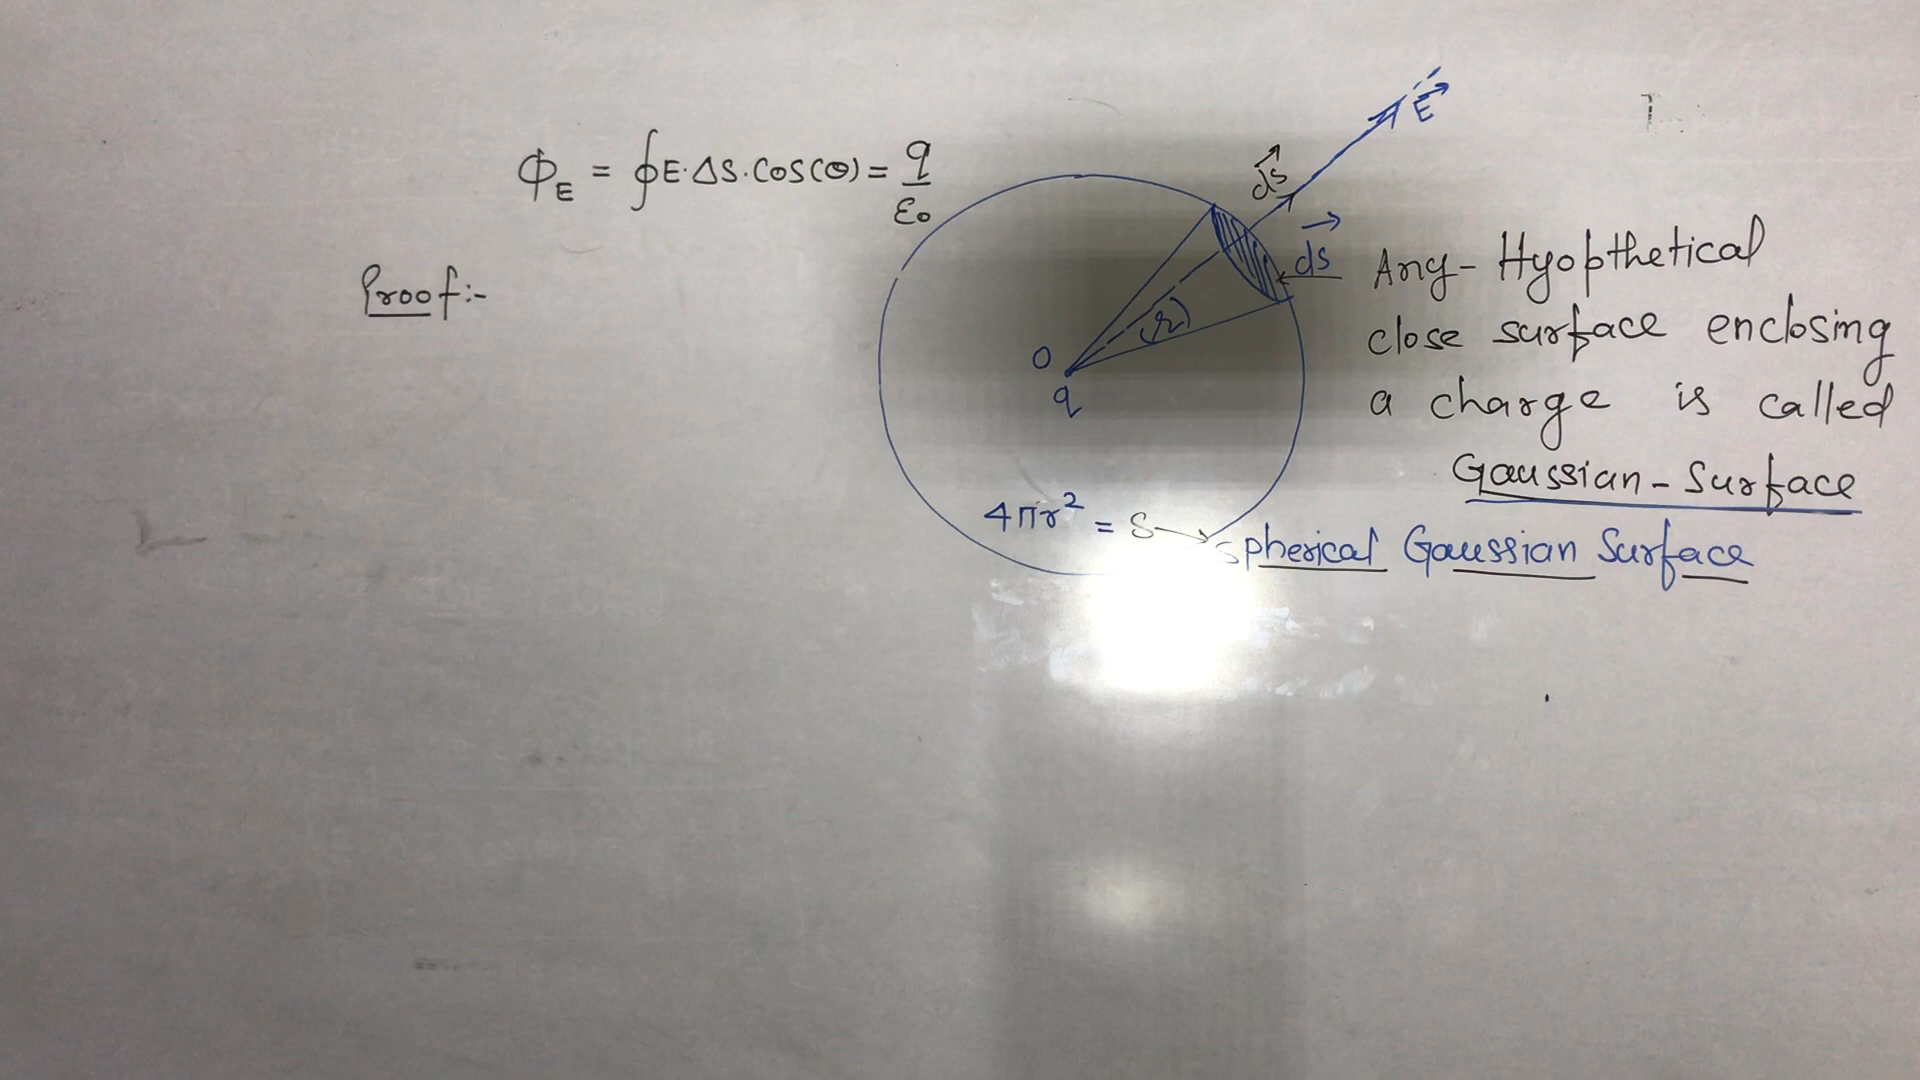 ΦE = ∮E·ΔS·COS(θ) = q/ε₀
Proof:-
E
ds
ds
(r)
O
q
Any- Hyopthetical
close surface enclosing
a charge is called
Gaussian-Surface
4πr² = S
Spherical Gaussian Surface